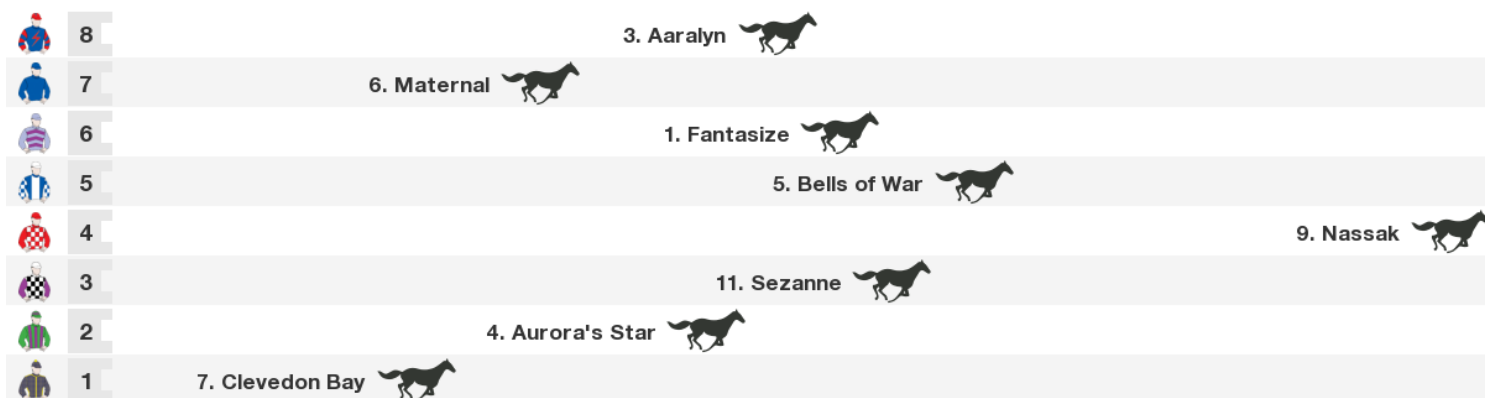 8 3. Aaralyn
7 6. Maternal
6 1. Fantasize
5 5. Bells of War
4 9. Nassak
3 11. Sezanne
2 4. Aurora's Star
1 7. Clevedon Bay